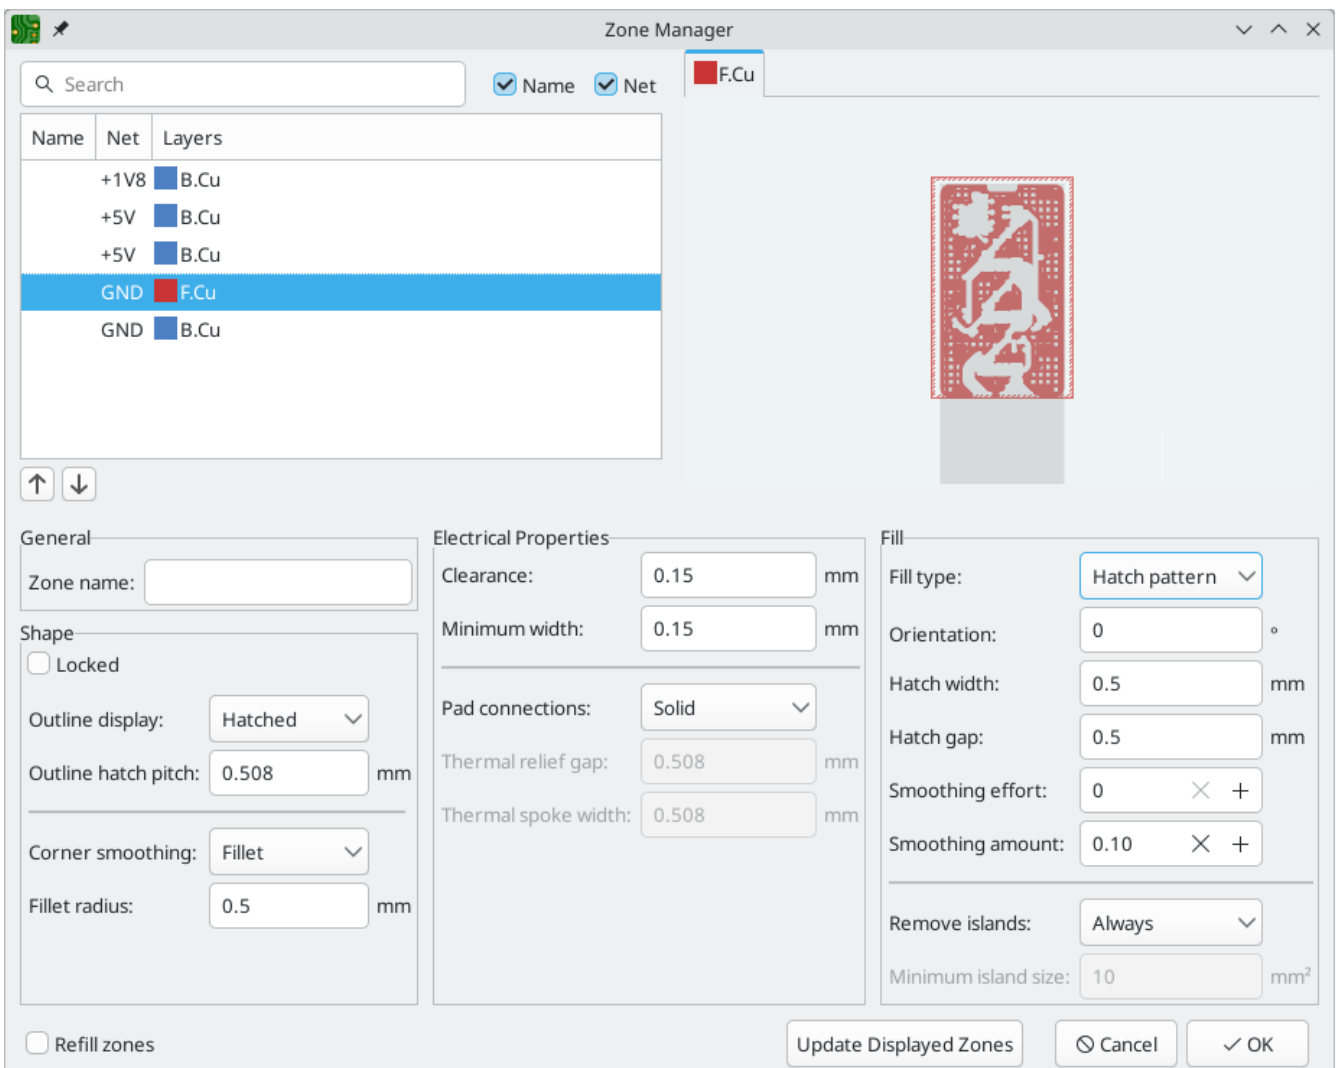 Zone Manager
Search
Name
Net
F.Cu
Name Net Layers
+1V8 B.Cu
+5V B.Cu
+5V B.Cu
GND F.Cu
GND B.Cu
General
Zone name:
Shape
Locked
Outline display: Hatched
Outline hatch pitch: 0.508 mm
Corner smoothing: Fillet
Fillet radius: 0.5 mm
Electrical Properties
Clearance: 0.15 mm
Minimum width: 0.15 mm
Pad connections: Solid
Thermal relief gap: 0.508 mm
Thermal spoke width: 0.508 mm
Fill
Fill type: Hatch pattern
Orientation: 0 °
Hatch width: 0.5 mm
Hatch gap: 0.5 mm
Smoothing effort: 0
Smoothing amount: 0.10
Remove islands: Always
Minimum island size: 10 mm²
Refill zones
Update Displayed Zones
Cancel
OK